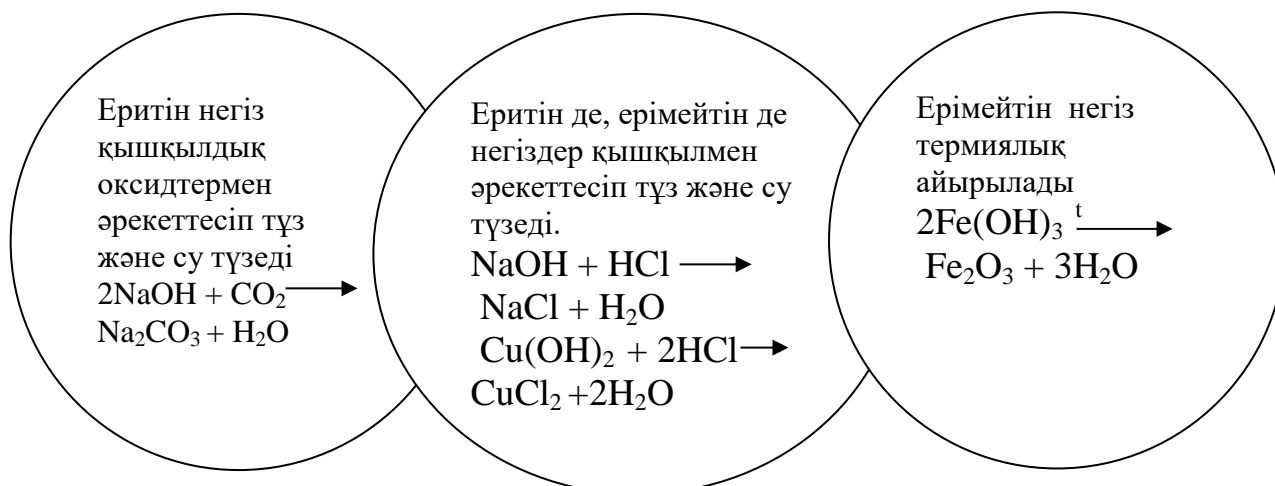 Еритін негіз
қышқылдық
оксидтермен
әрекеттесіп тұз
және су түзеді
2NaOH + CO₂ ⟶
Na₂CO₃ + H₂O
Еритін де, ерімейтін де
негіздер қышқылмен
әрекеттесіп тұз және су
түзеді.
NaOH + HCl ⟶
NaCl + H₂O
Cu(OH)₂ + 2HCl ⟶
CuCl₂ +2H₂O
Ерімейтін негіз
термиялық
айырылады
2Fe(OH)₃ ᵗ ⟶
Fe₂O₃ + 3H₂O